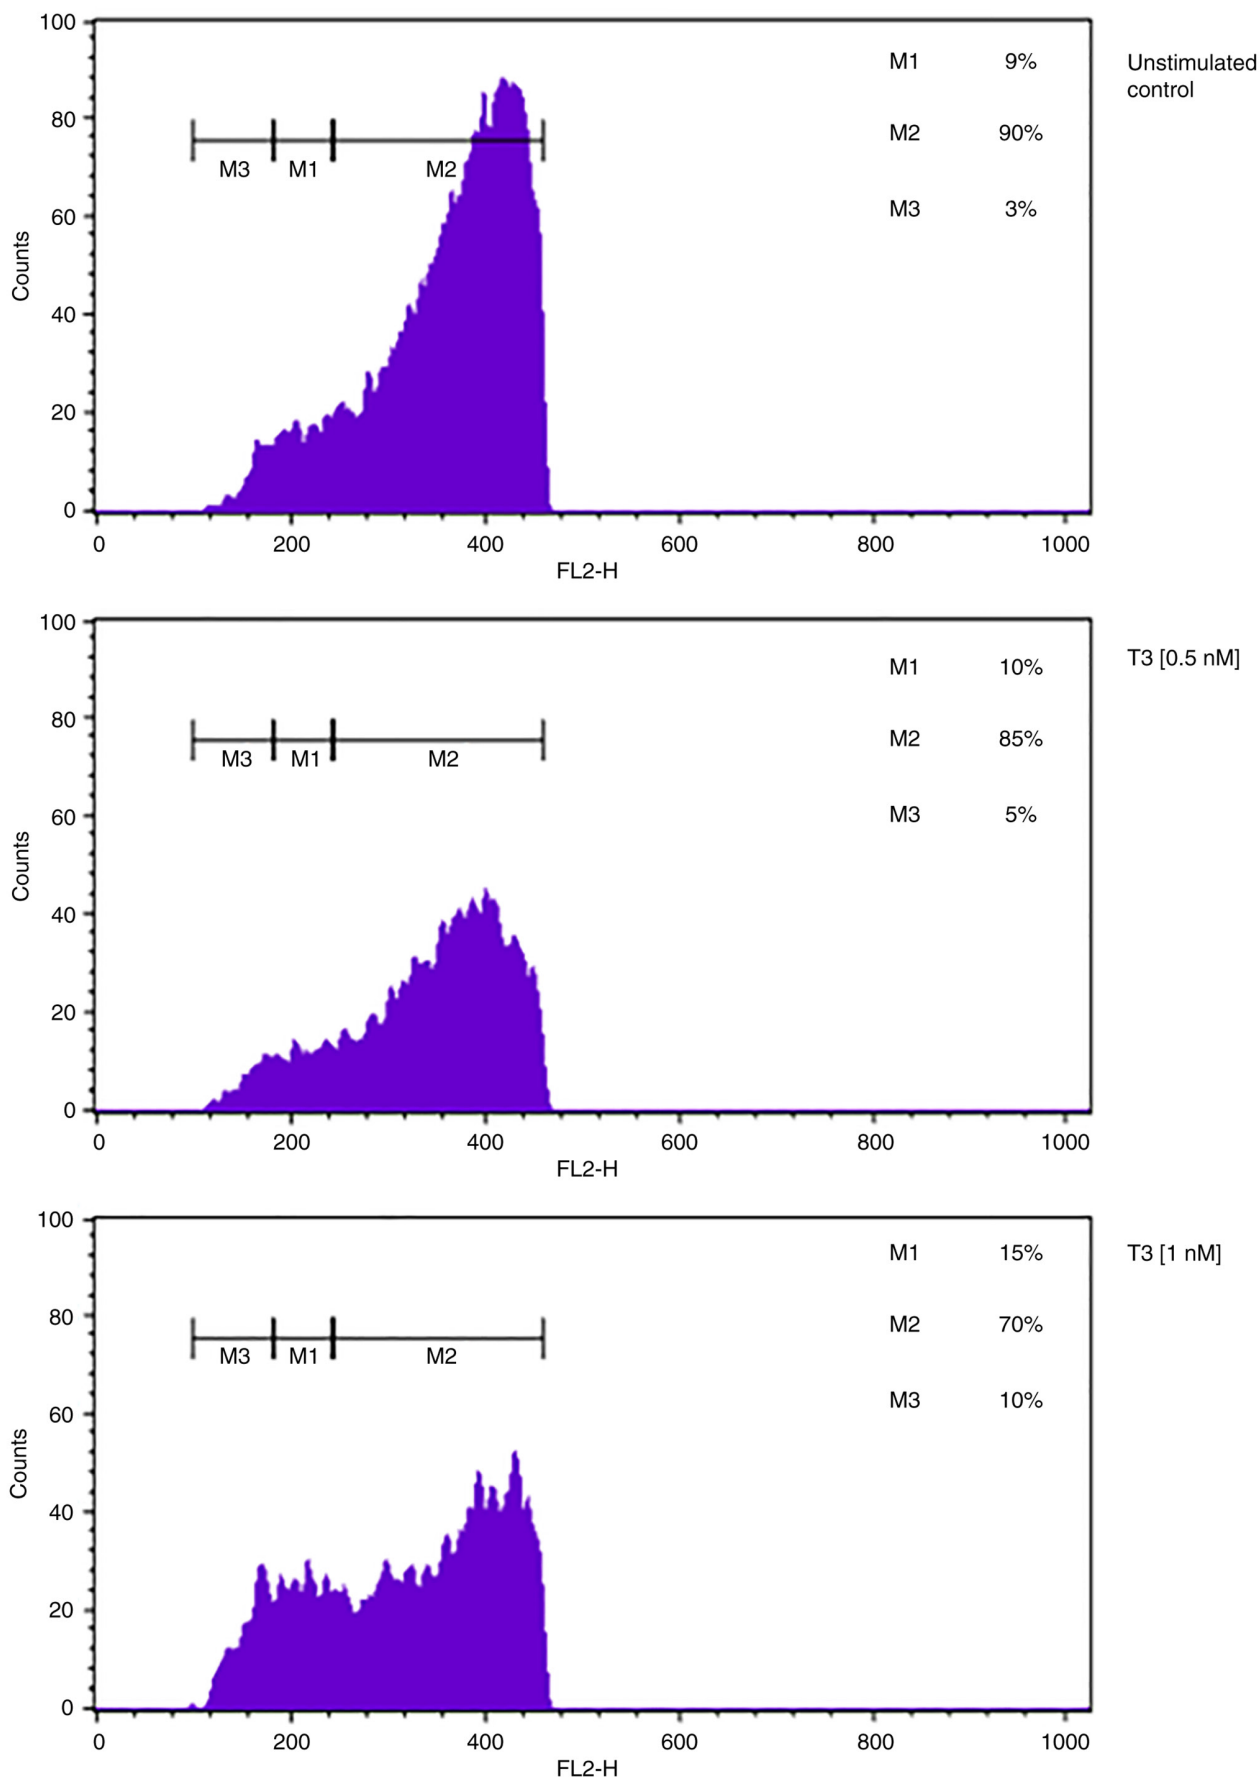 100
80
60
40
20
0
Counts
M3 M1 M2
M1 9%
M2 90%
M3 3%
Unstimulated
control
0 200 400 600 800 1000
FL2-H
100
80
60
40
20
0
Counts
M3 M1 M2
M1 10%
M2 85%
M3 5%
T3 [0.5 nM]
0 200 400 600 800 1000
FL2-H
100
80
60
40
20
0
Counts
M3 M1 M2
M1 15%
M2 70%
M3 10%
T3 [1 nM]
0 200 400 600 800 1000
FL2-H